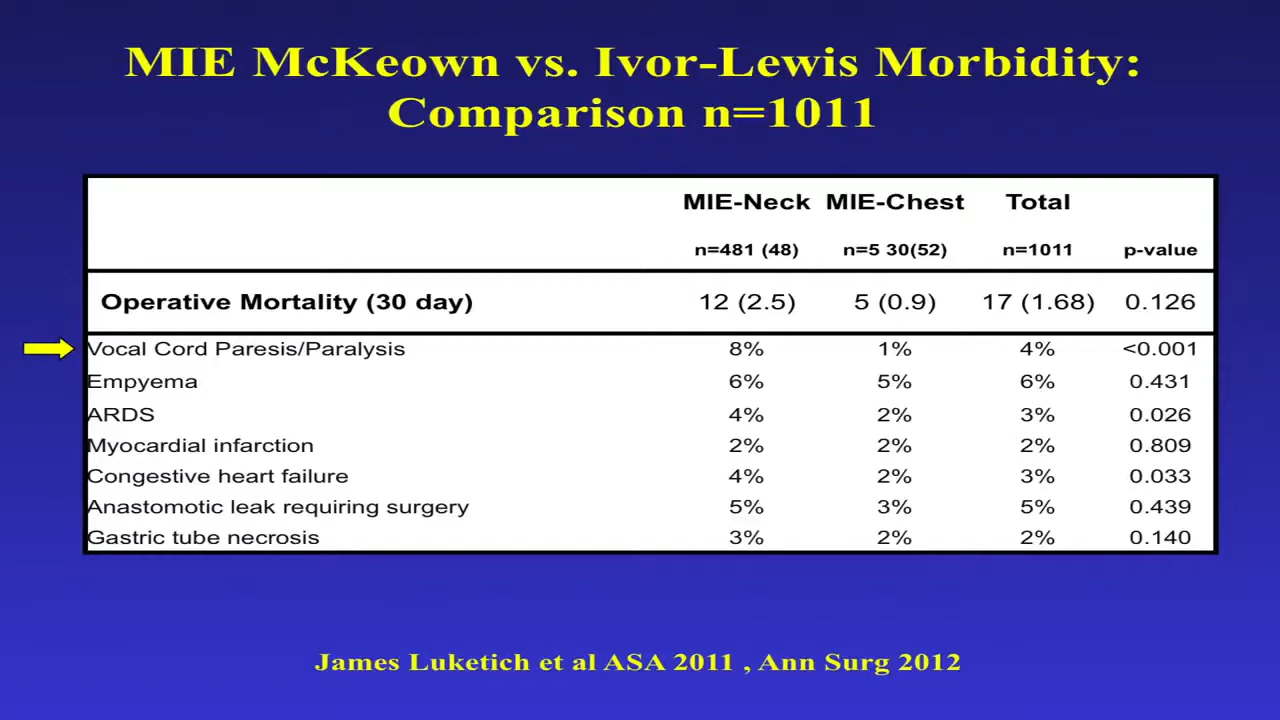 MIE McKeown vs. Ivor-Lewis Morbidity:
Comparison n=1011
MIE-Neck MIE-Chest Total
n=481 (48) n=5 30(52) n=1011 p-value
Operative Mortality (30 day) 12 (2.5) 5 (0.9) 17 (1.68) 0.126
Vocal Cord Paresis/Paralysis 8% 1% 4% <0.001
Empyema 6% 5% 6% 0.431
ARDS 4% 2% 3% 0.026
Myocardial infarction 2% 2% 2% 0.809
Congestive heart failure 4% 2% 3% 0.033
Anastomotic leak requiring surgery 5% 3% 5% 0.439
Gastric tube necrosis 3% 2% 2% 0.140
James Luketich et al ASA 2011 , Ann Surg 2012